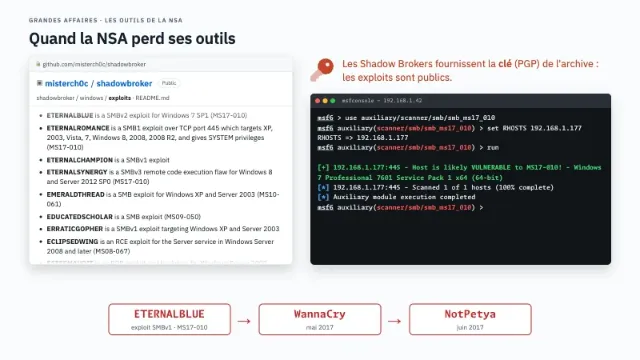 GRANDES AFFAIRES · LES OUTILS DE LA NSA
Quand la NSA perd ses outils
github.com/misterch0c/shadowbroker
misterch0c / shadowbroker Public
shadowbroker / windows / exploits · README.md
• ETERNALBLUE is a SMBv2 exploit for Windows 7 SP1 (MS17-010)
• ETERNALROMANCE is a SMB1 exploit over TCP port 445 which targets XP,
2003, Vista, 7, Windows 8, 2008, 2008 R2, and gives SYSTEM privileges
(MS17-010)
• ETERNALCHAMPION is a SMBv1 exploit
• ETERNALSYNERGY is a SMBv3 remote code execution flaw for Windows 8
and Server 2012 SP0 (MS17-010)
• EMERALDTHREAD is a SMB exploit for Windows XP and Server 2003 (MS10-
061)
• EDUCATEDSCHOLAR is a SMB exploit (MS09-050)
• ERRATICGOPHER is a SMBv1 exploit targeting Windows XP and Server 2003
• ECLIPSEDWING is an RCE exploit for the Server service in Windows Server
2008 and later (MS08-067)
Les Shadow Brokers fournissent la clé (PGP) de l'archive :
les exploits sont publics.
msfconsole — 192.168.1.42
msf6 > use auxiliary/scanner/smb/smb_ms17_010
msf6 auxiliary(scanner/smb/smb_ms17_010) > set RHOSTS 192.168.1.177
RHOSTS => 192.168.1.177
msf6 auxiliary(scanner/smb/smb_ms17_010) > run
[+] 192.168.1.177:445 - Host is likely VULNERABLE to MS17-010! - Windows
7 Professional 7601 Service Pack 1 x64 (64-bit)
[*] 192.168.1.177:445 - Scanned 1 of 1 hosts (100% complete)
[*] Auxiliary module execution completed
msf6 auxiliary(scanner/smb/smb_ms17_010) >
ETERNALBLUE
exploit SMBv1 · MS17-010
→
WannaCry
mai 2017
→
NotPetya
juin 2017